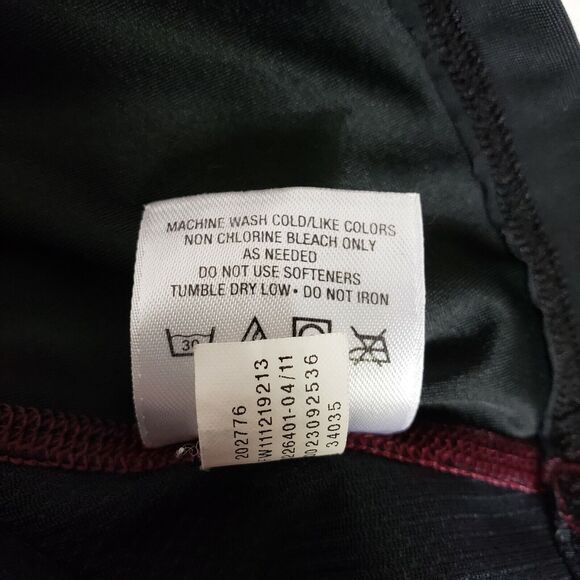 MACHINE WASH COLD/LIKE COLORS
NON CHLORINE BLEACH ONLY
AS NEEDED
DO NOT USE SOFTENERS
TUMBLE DRY LOW • DO NOT IRON
30
202776
W111219213
226401-04/11
023092536
34035